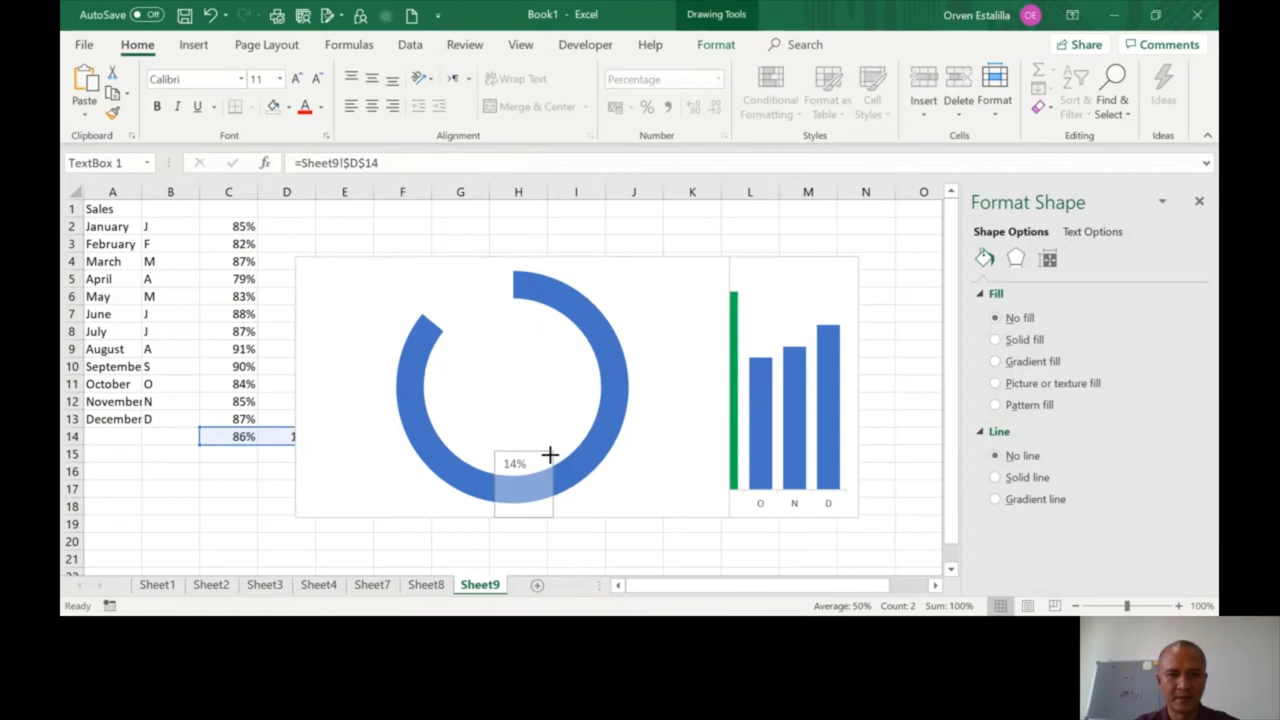 AutoSave Off Book1 - Excel Drawing Tools Orven Estalilla OE
File Home Insert Page Layout Formulas Data Review View Developer Help Format Search Share Comments
Paste Calibri 11 Wrap Text Percentage Conditional Formatting Format as Table Cell Styles Insert Delete Format Sort & Filter Find & Select Ideas
Merge & Center
Clipboard Font Alignment Number Styles Cells Editing Ideas
TextBox 1 fx =Sheet9!$D$14
A B C D E F G H I J K L M N O
1 Sales
2 January J 85%
3 February F 82%
4 March M 87%
5 April A 79%
6 May M 83%
7 June J 88%
8 July J 87%
9 August A 91%
10 Septembe S 90%
11 October O 84%
12 November N 85%
13 December D 87%
14 86% 1
15
16
17
18
19
20
21
14%
O N D
Format Shape
Shape Options Text Options
Fill
No fill
Solid fill
Gradient fill
Picture or texture fill
Pattern fill
Line
No line
Solid line
Gradient line
Sheet1 Sheet2 Sheet3 Sheet4 Sheet7 Sheet8 Sheet9
Ready Average: 50% Count: 2 Sum: 100% 100%